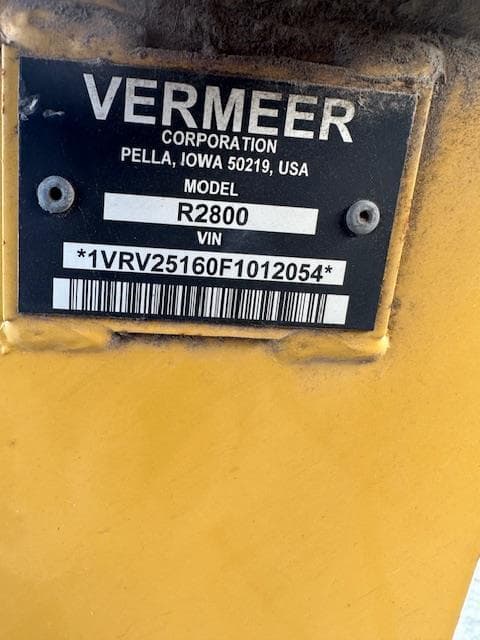 VERMEER
CORPORATION
PELLA, IOWA 50219, USA
MODEL
R2800
VIN
*1VRV25160F1012054*